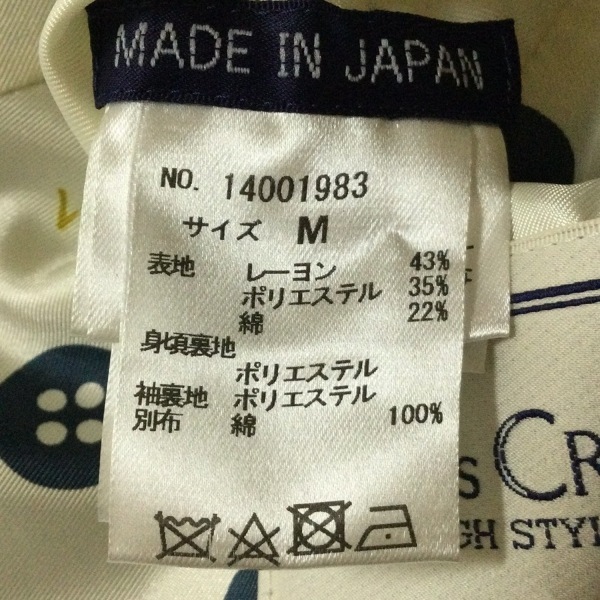 MADE IN JAPAN
NO. 14001983
サイズ M
表地 レーヨン 43%
ポリエステル 35%
綿 22%
身頃裏地
ポリエステル
袖裏地 ポリエステル
別布 綿 100%
S CR
GH STYL